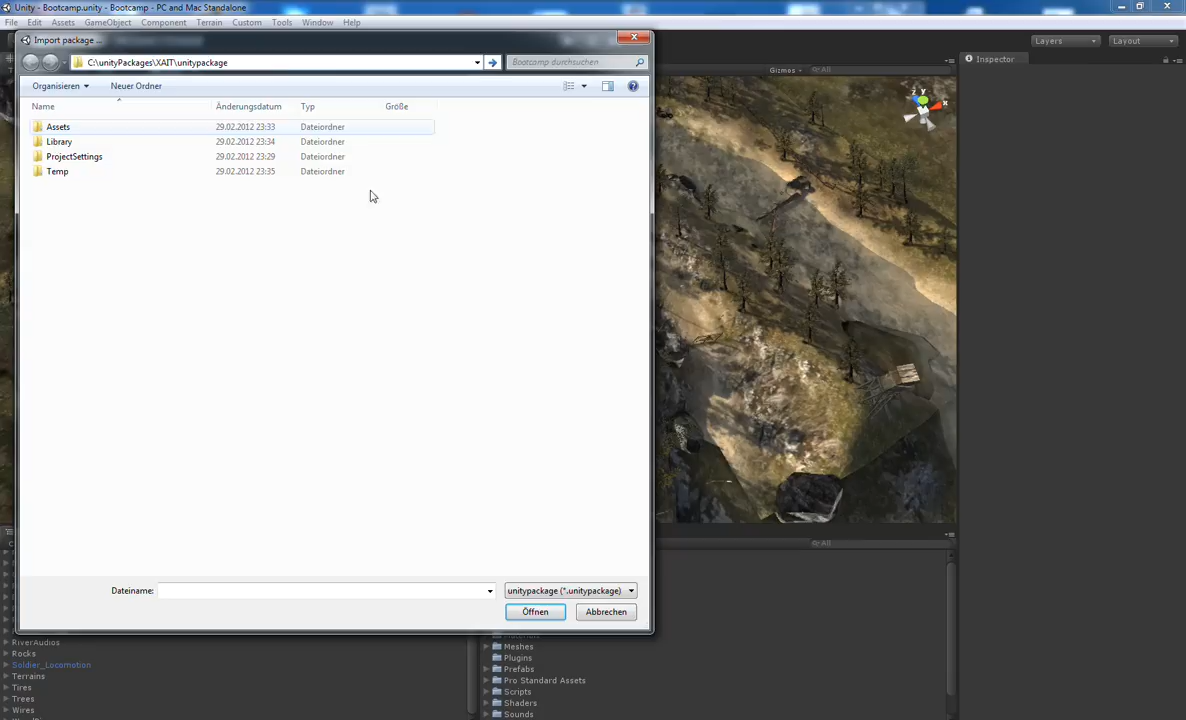 Unity - Bootcamp.unity - Bootcamp - PC and Mac Standalone
File Edit Assets GameObject Component Terrain Custom Tools Window Help
Import package ...
Layers Layout
C:\unityPackages\XAIT\unitypackage Bootcamp durchsuchen
Inspector
Gizmos All
Organisieren Neuer Ordner
Name Änderungsdatum Typ Größe
Assets 29.02.2012 23:33 Dateiordner
Library 29.02.2012 23:34 Dateiordner
ProjectSettings 29.02.2012 23:29 Dateiordner
Temp 29.02.2012 23:35 Dateiordner
z y x
All
Dateiname: unitypackage (*.unitypackage)
Öffnen Abbrechen
RiverAudios
Rocks
Soldier_Locomotion
Terrains
Tires
Trees
Wires
Materials
Meshes
Plugins
Prefabs
Pro Standard Assets
Scripts
Shaders
Sounds